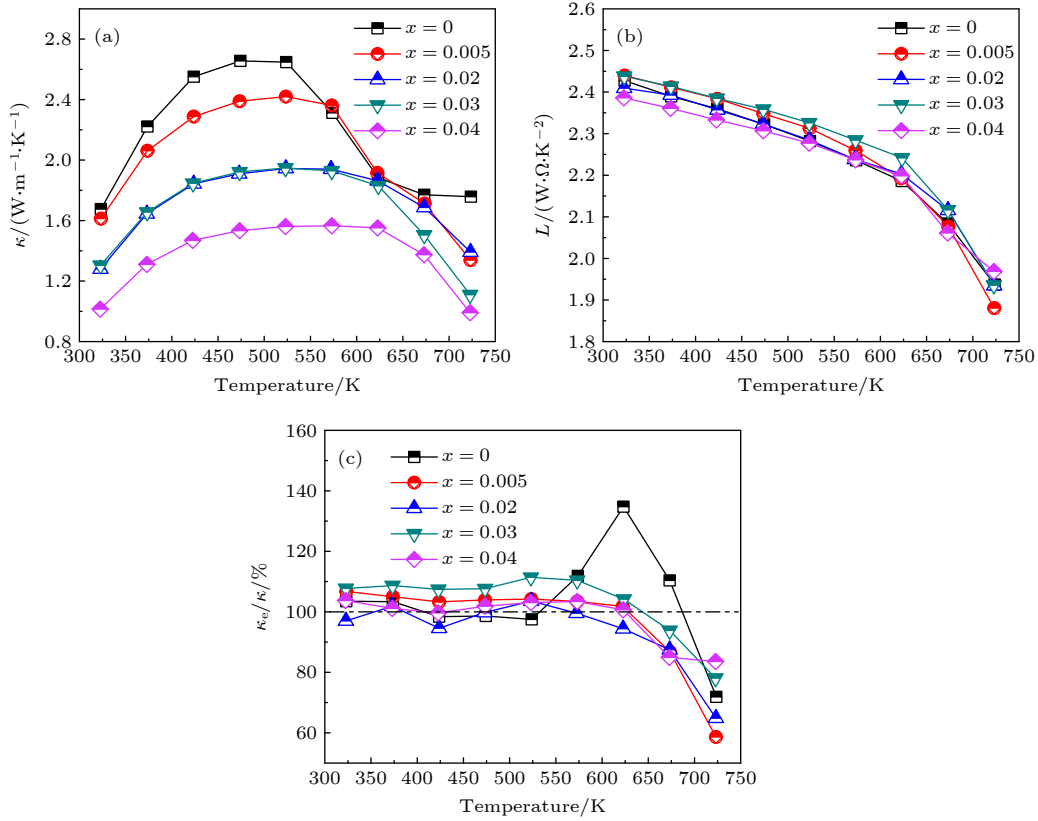 (a)
x = 0
x = 0.005
x = 0.02
x = 0.03
x = 0.04
2.8
2.4
2.0
1.6
1.2
0.8
κ/(W·m⁻¹·K⁻¹)
300 350 400 450 500 550 600 650 700 750
Temperature/K
(b)
x = 0
x = 0.005
x = 0.02
x = 0.03
x = 0.04
2.6
2.5
2.4
2.3
2.2
2.1
2.0
1.9
1.8
L/(W·Ω·K⁻²)
300 350 400 450 500 550 600 650 700 750
Temperature/K
(c)
x = 0
x = 0.005
x = 0.02
x = 0.03
x = 0.04
160
140
120
100
80
60
κₑ/κ/%
300 350 400 450 500 550 600 650 700 750
Temperature/K